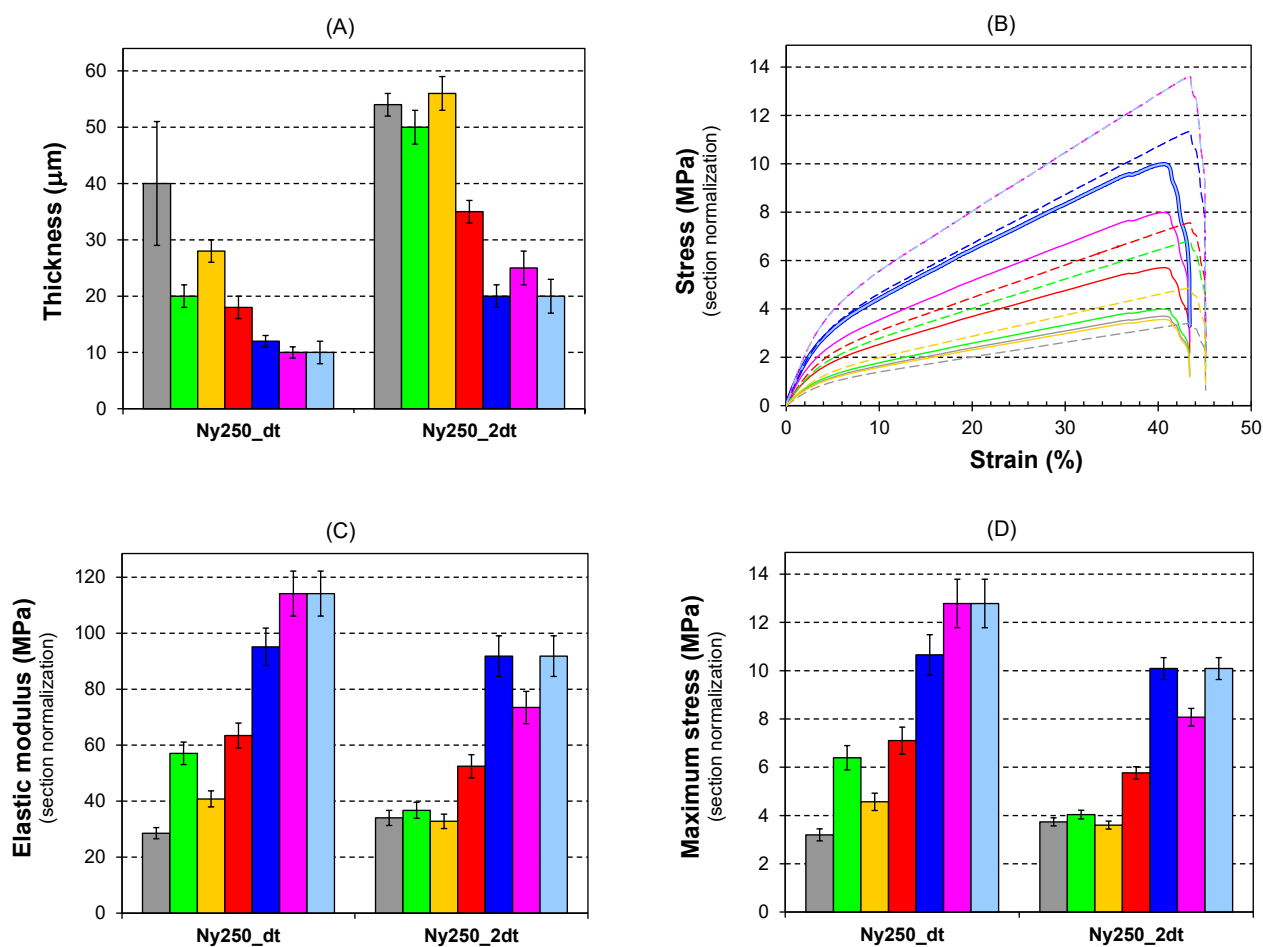 (A)
Thickness (μm)
60
50
40
30
20
10
0
Ny250_dt
Ny250_2dt
(B)
Stress (MPa)
(section normalization)
14
12
10
8
6
4
2
0
0
10
20
30
40
50
Strain (%)
(C)
Elastic modulus (MPa)
(section normalization)
120
100
80
60
40
20
0
Ny250_dt
Ny250_2dt
(D)
Maximum stress (MPa)
(section normalization)
14
12
10
8
6
4
2
0
Ny250_dt
Ny250_2dt